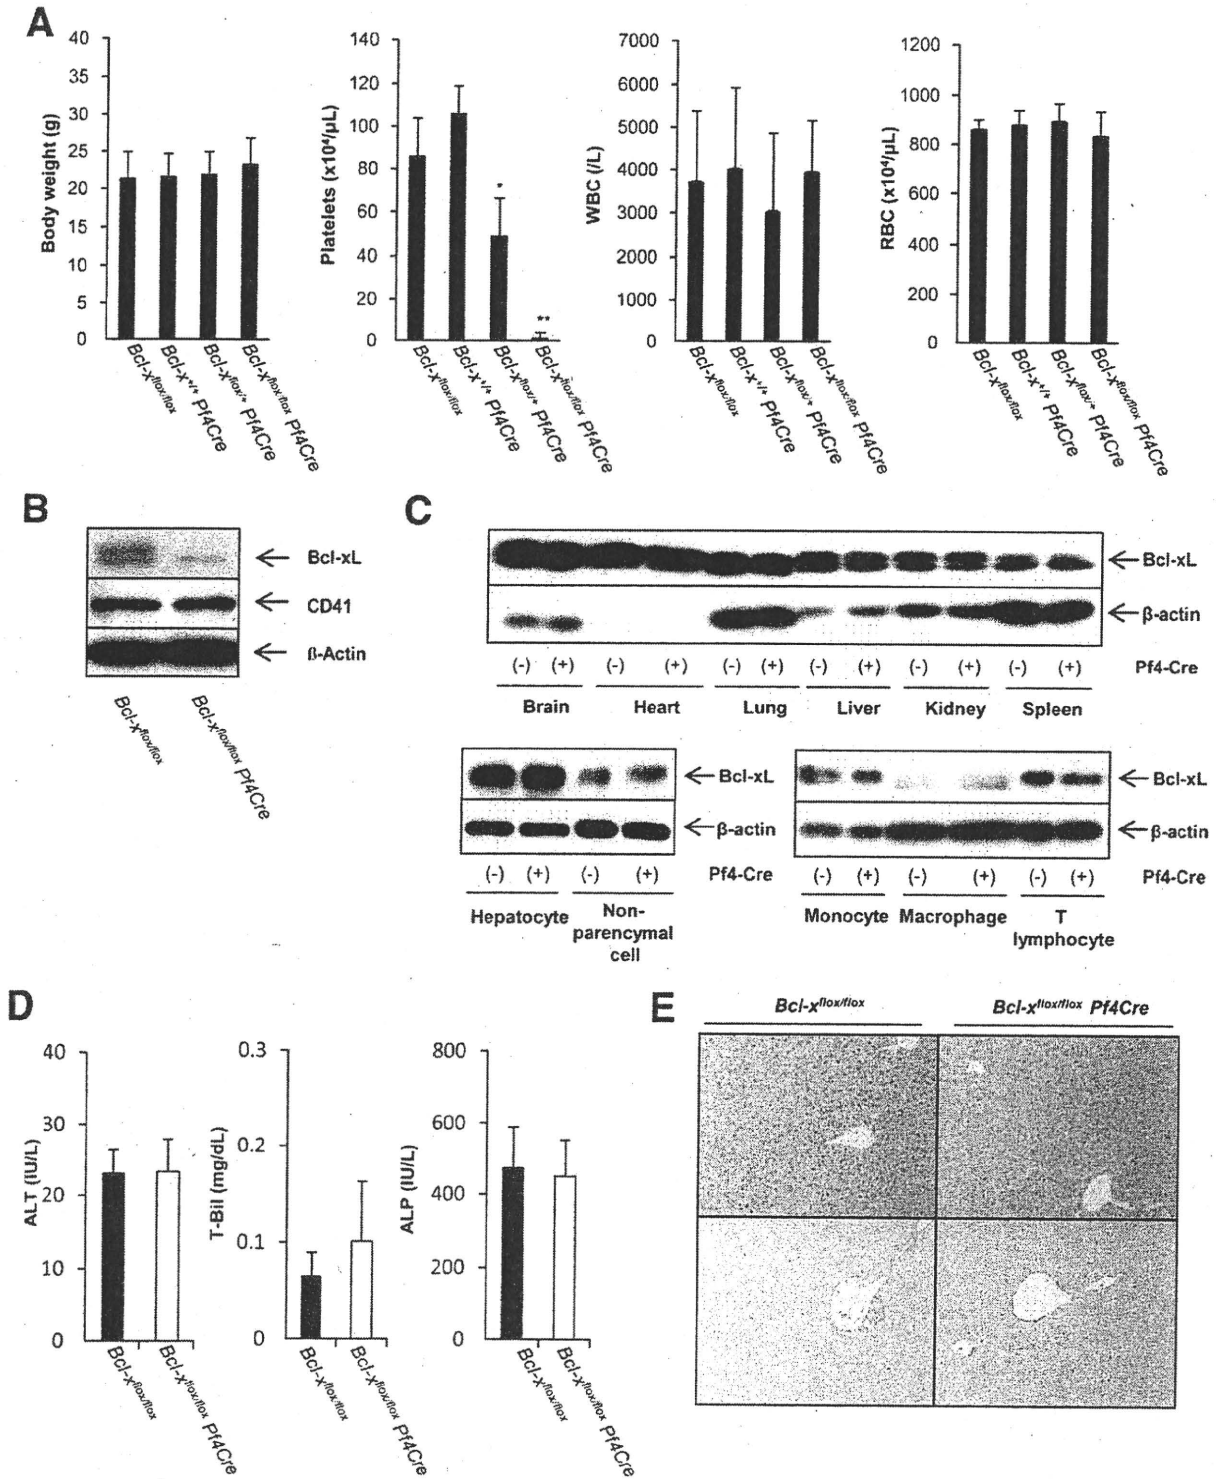 A
40
35
30
25
20
15
10
5
0
Body weight (g)
Bcl-xflox/flox
Bcl-x+/+ Pf4Cre
Bcl-xflox/+ Pf4Cre
Bcl-xflox/flox Pf4Cre
140
120
100
80
60
40
20
0
Platelets (x10⁴/µL)
*
**
Bcl-xflox/flox
Bcl-x+/+ Pf4Cre
Bcl-xflox/+ Pf4Cre
Bcl-xflox/flox Pf4Cre
7000
6000
5000
4000
3000
2000
1000
0
WBC (/L)
Bcl-xflox/flox
Bcl-x+/+ Pf4Cre
Bcl-xflox/+ Pf4Cre
Bcl-xflox/flox Pf4Cre
1200
1000
800
600
400
200
0
RBC (x10⁴/µL)
Bcl-xflox/flox
Bcl-x+/+ Pf4Cre
Bcl-xflox/+ Pf4Cre
Bcl-xflox/flox Pf4Cre
B
Bcl-xL
CD41
ß-Actin
Bcl-xflox/flox
Bcl-xflox/flox Pf4Cre
C
Bcl-xL
β-actin
(-) (+) (-) (+) (-) (+) (-) (+) (-) (+) (-) (+) Pf4-Cre
Brain Heart Lung Liver Kidney Spleen
Bcl-xL
β-actin
(-) (+) (-) (+) Pf4-Cre
Hepatocyte Non-
parencymal
cell
Bcl-xL
β-actin
(-) (+) (-) (+) (-) (+) Pf4-Cre
Monocyte Macrophage T
lymphocyte
D
40
30
20
10
0
ALT (IU/L)
Bcl-xflox/flox
Bcl-xflox/flox Pf4Cre
0.3
0.2
0.1
0
T-Bil (mg/dL)
Bcl-xflox/flox
Bcl-xflox/flox Pf4Cre
800
600
400
200
0
ALP (IU/L)
Bcl-xflox/flox
Bcl-xflox/flox Pf4Cre
E
Bcl-xflox/flox
Bcl-xflox/flox Pf4Cre